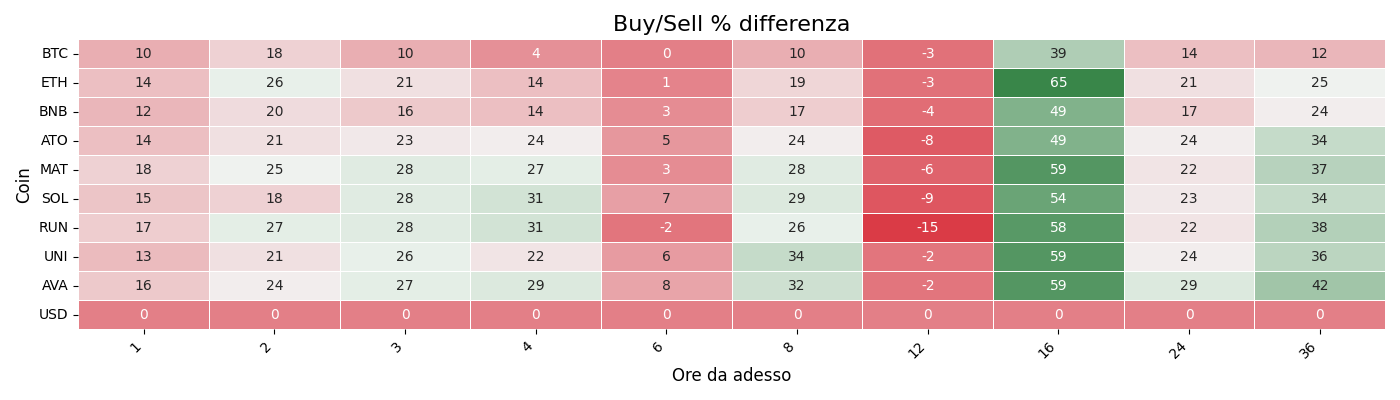 Buy/Sell % differenza
Coin
BTC 10 18 10 4 0 10 -3 39 14 12
ETH 14 26 21 14 1 19 -3 65 21 25
BNB 12 20 16 14 3 17 -4 49 17 24
ATO 14 21 23 24 5 24 -8 49 24 34
MAT 18 25 28 27 3 28 -6 59 22 37
SOL 15 18 28 31 7 29 -9 54 23 34
RUN 17 27 28 31 -2 26 -15 58 22 38
UNI 13 21 26 22 6 34 -2 59 24 36
AVA 16 24 27 29 8 32 -2 59 29 42
USD 0 0 0 0 0 0 0 0 0 0
1 2 3 4 6 8 12 16 24 36
Ore da adesso